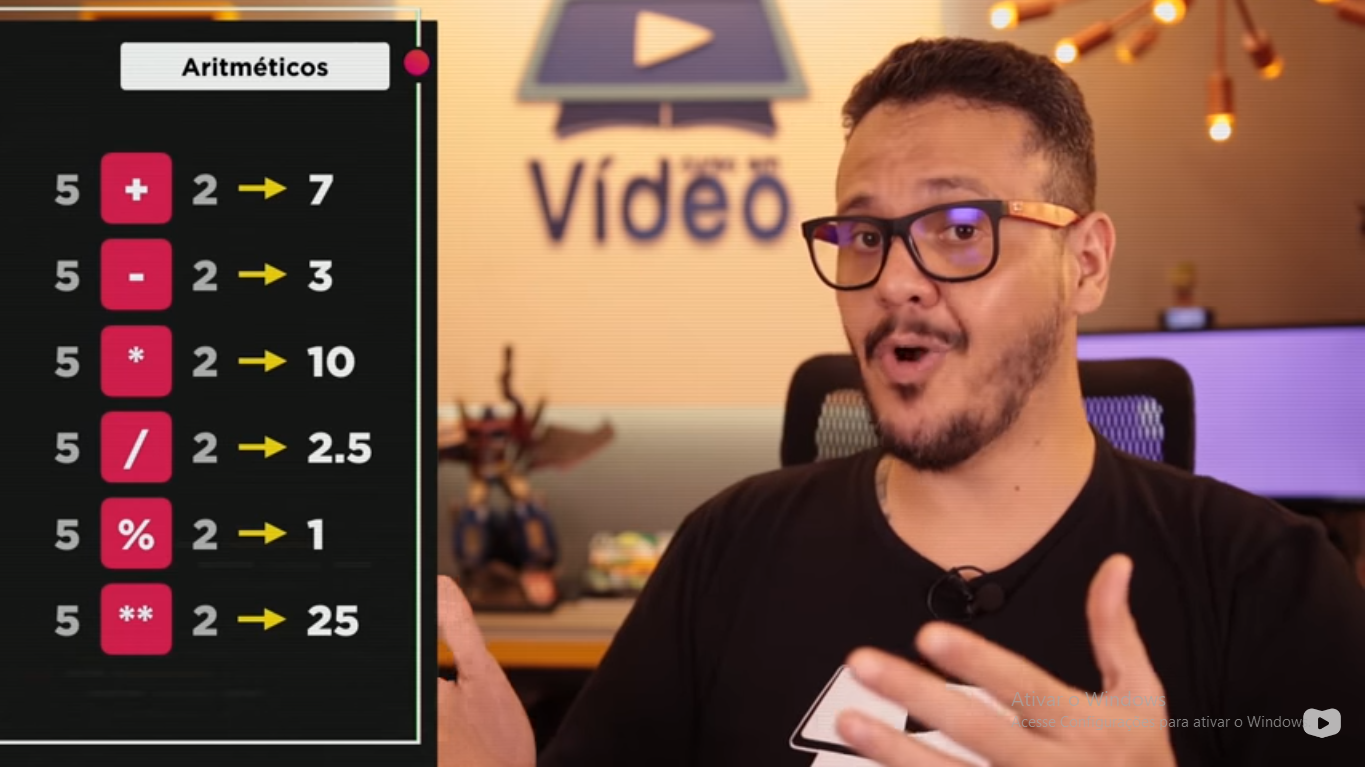 Aritméticos
5 + 2 → 7
5 - 2 → 3
5 * 2 → 10
5 / 2 → 2.5
5 % 2 → 1
5 ** 2 → 25
Vídeo
Ativar o Windows
Acesse para ativar o Windows